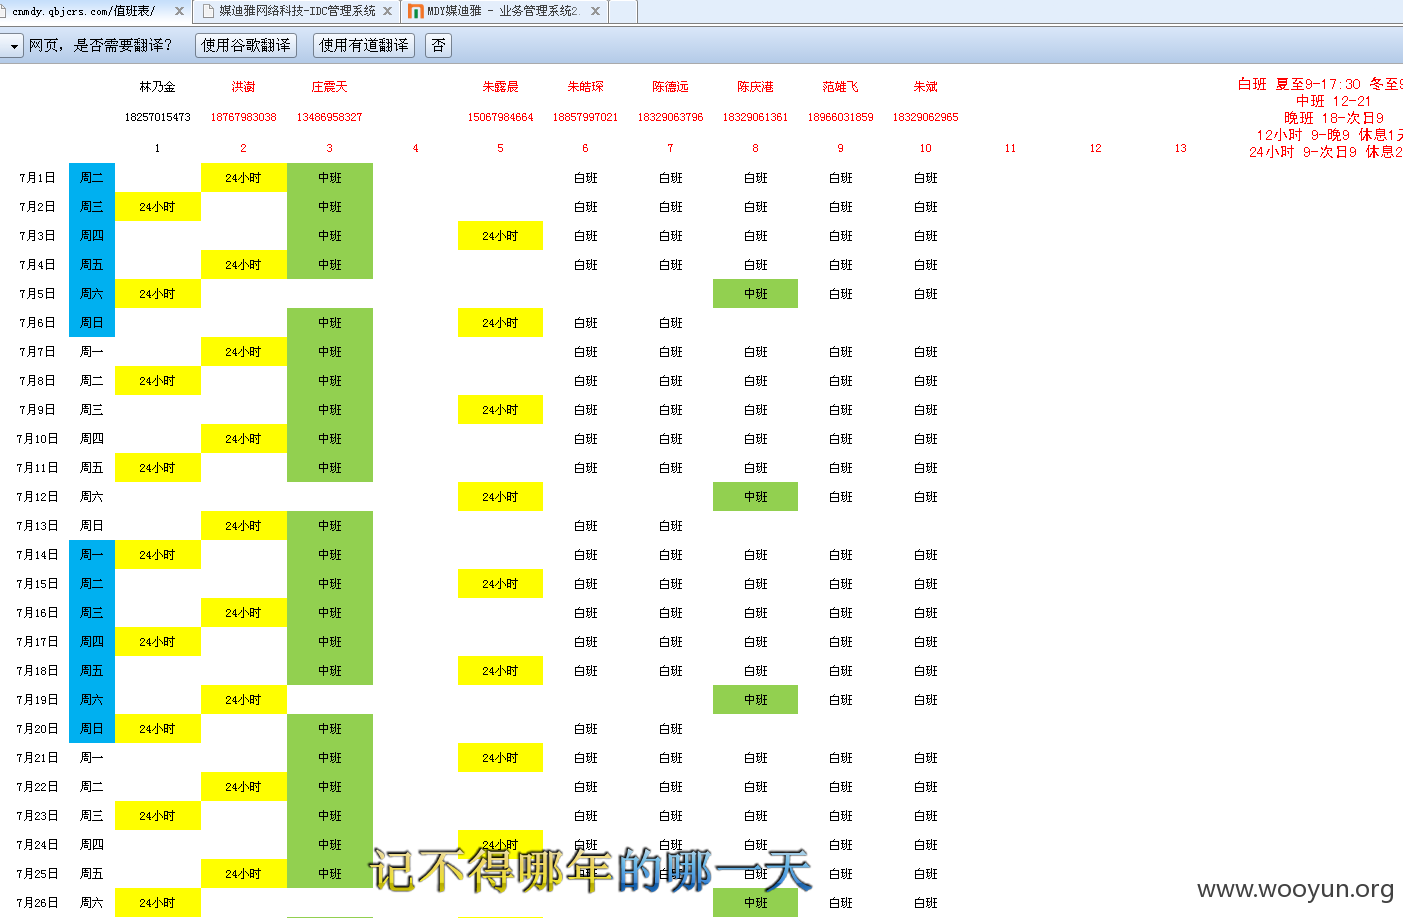 cnmdy.qbjcrs.com/值班表/ 媒迪雅网络科技-IDC管理系统 MDY媒迪雅 - 业务管理系统2.
网页，是否需要翻译？ 使用谷歌翻译 使用有道翻译 否
林乃金 洪澍 庄震天 朱露晨 朱皓琛 陈德远 陈庆港 范雄飞 朱斌
18257015473 18767983038 13486958327 15067984664 18857997021 18329063796 18329061361 18966031859 18329062965
1 2 3 4 5 6 7 8 9 10 11 12 13
白班 夏至9-17:30 冬至9
中班 12-21
晚班 18-次日9
12小时 9-晚9 休息1天
24小时 9-次日9 休息2
7月1日 周二 24小时 中班 白班 白班 白班 白班 白班
7月2日 周三 24小时 中班 白班 白班 白班 白班 白班
7月3日 周四 中班 24小时 白班 白班 白班 白班 白班
7月4日 周五 24小时 中班 白班 白班 白班 白班 白班
7月5日 周六 24小时 中班 白班 白班
7月6日 周日 中班 24小时 白班 白班
7月7日 周一 24小时 中班 白班 白班 白班 白班 白班
7月8日 周二 24小时 中班 白班 白班 白班 白班 白班
7月9日 周三 中班 24小时 白班 白班 白班 白班 白班
7月10日 周四 24小时 中班 白班 白班 白班 白班 白班
7月11日 周五 24小时 中班 白班 白班 白班 白班 白班
7月12日 周六 24小时 中班 白班 白班
7月13日 周日 24小时 中班 白班 白班
7月14日 周一 24小时 中班 白班 白班 白班 白班 白班
7月15日 周二 中班 24小时 白班 白班 白班 白班 白班
7月16日 周三 24小时 中班 白班 白班 白班 白班 白班
7月17日 周四 24小时 中班 白班 白班 白班 白班 白班
7月18日 周五 中班 24小时 白班 白班 白班 白班 白班
7月19日 周六 24小时 中班 白班 白班
7月20日 周日 24小时 中班 白班 白班
7月21日 周一 中班 24小时 白班 白班 白班 白班 白班
7月22日 周二 24小时 中班 白班 白班 白班 白班 白班
7月23日 周三 24小时 中班 白班 白班 白班 白班 白班
7月24日 周四 中班 24小时 白班 白班 白班 白班 白班
7月25日 周五 24小时 中班 白班 白班 白班 白班 白班
7月26日 周六 24小时 中班 白班 白班
记不得哪年的哪一天
www.wooyun.org